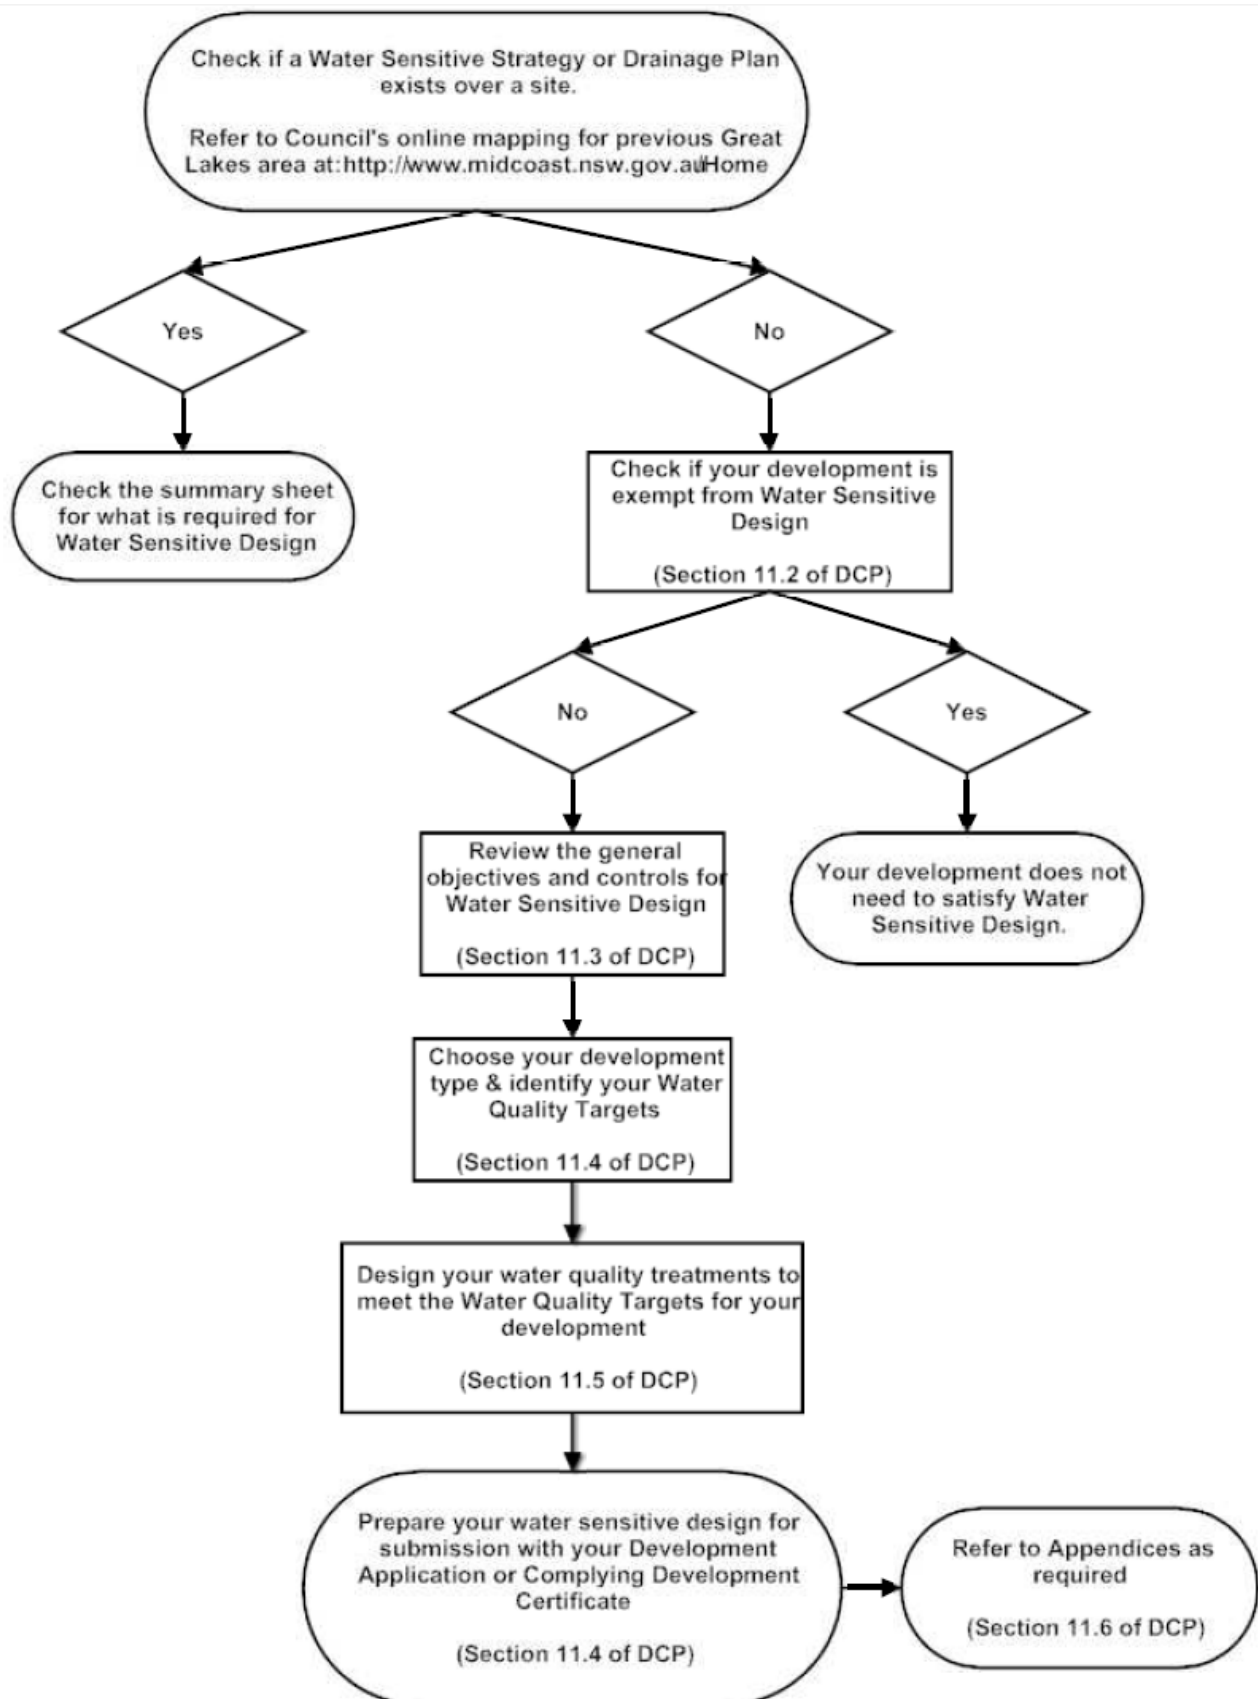 Check if a Water Sensitive Strategy or Drainage Plan
exists over a site.
Refer to Council's online mapping for previous Great
Lakes area at:http://www.midcoast.nsw.gov.au/Home
Yes
No
Check the summary sheet
for what is required for
Water Sensitive Design
Check if your development is
exempt from Water Sensitive
Design
(Section 11.2 of DCP)
No
Yes
Review the general
objectives and controls for
Water Sensitive Design
(Section 11.3 of DCP)
Your development does not
need to satisfy Water
Sensitive Design.
Choose your development
type & identify your Water
Quality Targets
(Section 11.4 of DCP)
Design your water quality treatments to
meet the Water Quality Targets for your
development
(Section 11.5 of DCP)
Prepare your water sensitive design for
submission with your Development
Application or Complying Development
Certificate
(Section 11.4 of DCP)
Refer to Appendices as
required
(Section 11.6 of DCP)